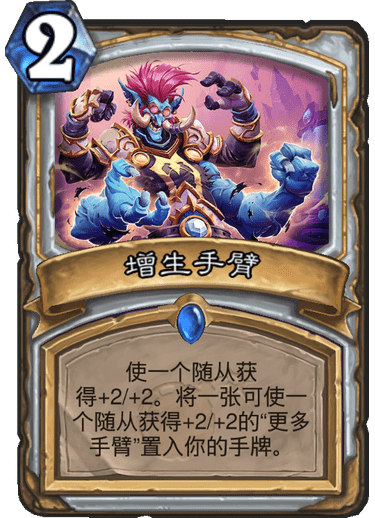 2
增生手臂
使一个随从获
得+2/+2。将一张可使一
个随从获得+2/+2的“更多
手臂”置入你的手牌。